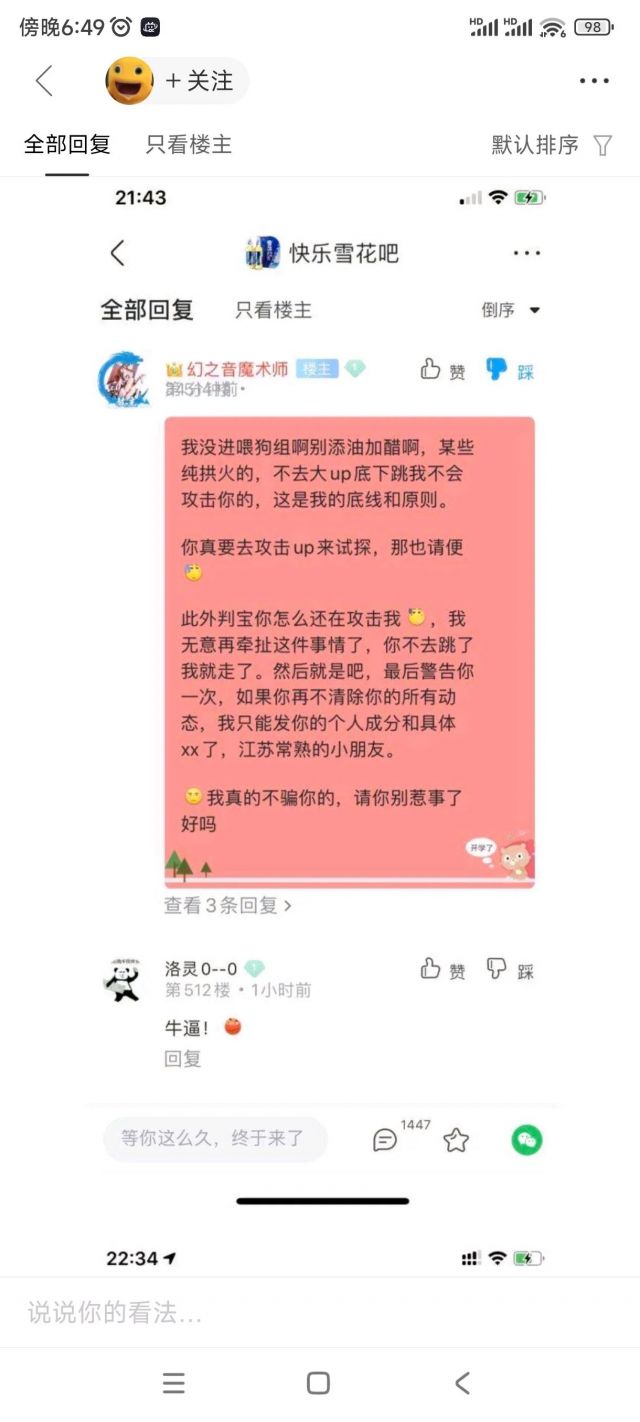 傍晚6:49
HD
HD
6
98
+ 关注
全部回复
只看楼主
默认排序
21:43
快乐雪花吧
全部回复
只看楼主
倒序
幻之音魔术师
楼主
1
赞
踩
我没进喂狗组啊别添油加醋啊，某些
纯拱火的，不去大up底下跳我不会
攻击你的，这是我的底线和原则。
你真要去攻击up来试探，那也请便
此外判宝你怎么还在攻击我，我
无意再牵扯这件事情了，你不去跳了
我就走了。然后就是吧，最后警告你
一次，如果你再不清除你的所有动
态，我只能发你的个人成分和具体
xx了，江苏常熟的小朋友。
我真的不骗你的，请你别惹事了
好吗
开学了
查看3条回复
洛灵0--0
1
赞
踩
第512楼 • 1小时前
牛逼！
回复
等你这么久，终于来了
1447
22:34
说说你的看法...